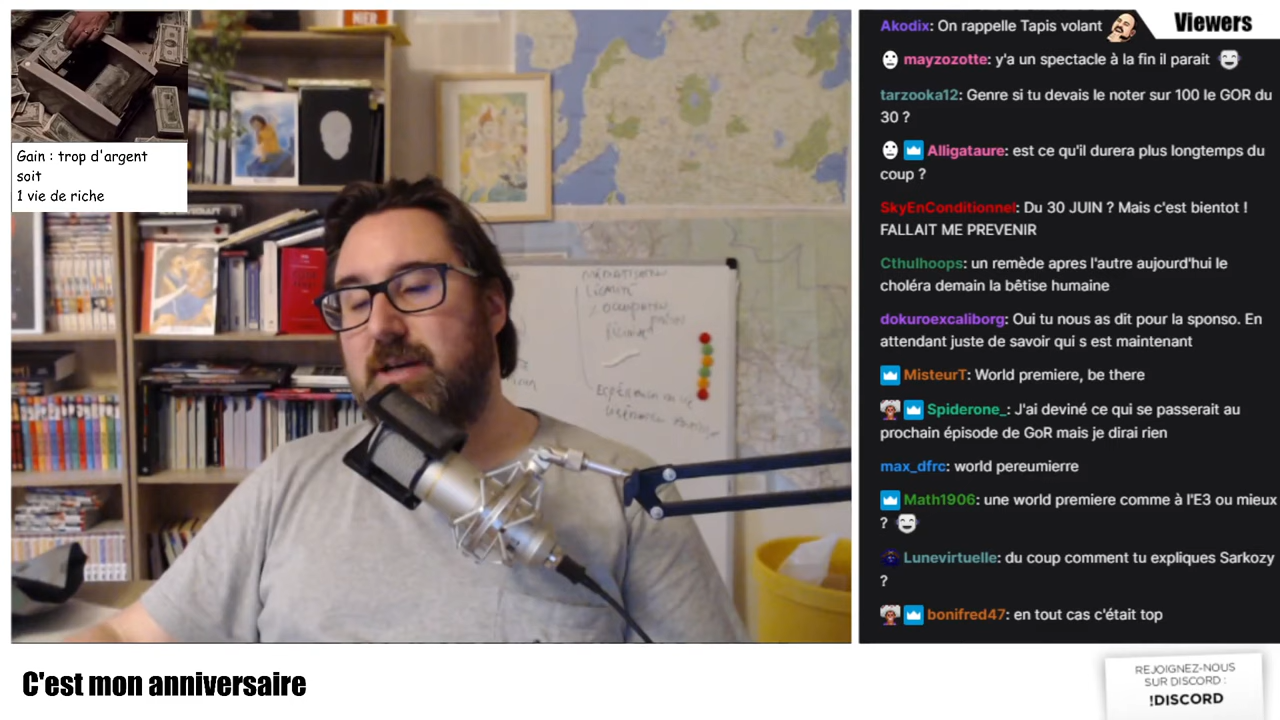 Gain : trop d'argent
soit
1 vie de riche
Viewers
Akodix: On rappelle Tapis volant
mayzozotte: y'a un spectacle à la fin il parait
tarzooka12: Genre si tu devais le noter sur 100 le GOR du
30 ?
Alligataure: est ce qu'il durera plus longtemps du
coup ?
SkyEnConditionnel: Du 30 JUIN ? Mais c'est bientot !
FALLAIT ME PREVENIR
Cthulhoops: un remède apres l'autre aujourd'hui le
choléra demain la bêtise humaine
dokuroexcaliborg: Oui tu nous as dit pour la sponso. En
attendant juste de savoir qui s est maintenant
MisteurT: World premiere, be there
Spiderone_: J'ai deviné ce qui se passerait au
prochain épisode de GoR mais je dirai rien
max_dfrc: world pereumierre
Math1906: une world premiere comme à l'E3 ou mieux
?
Lunevirtuelle: du coup comment tu expliques Sarkozy
?
bonifred47: en tout cas c'était top
C'est mon anniversaire
REJOIGNEZ-NOUS
SUR DISCORD :
!DISCORD